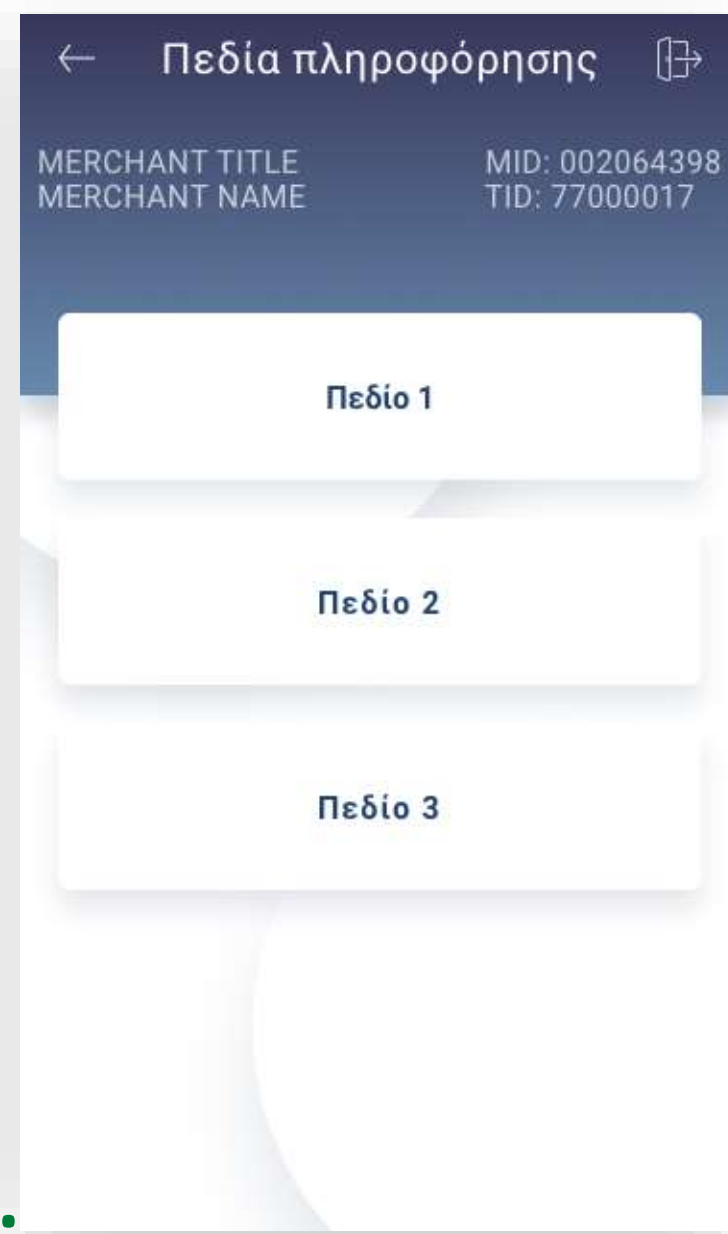 Πεδία πληροφόρησης
MERCHANT TITLE MID: 002064398
MERCHANT NAME TID: 77000017
Πεδίο 1
Πεδίο 2
Πεδίο 3